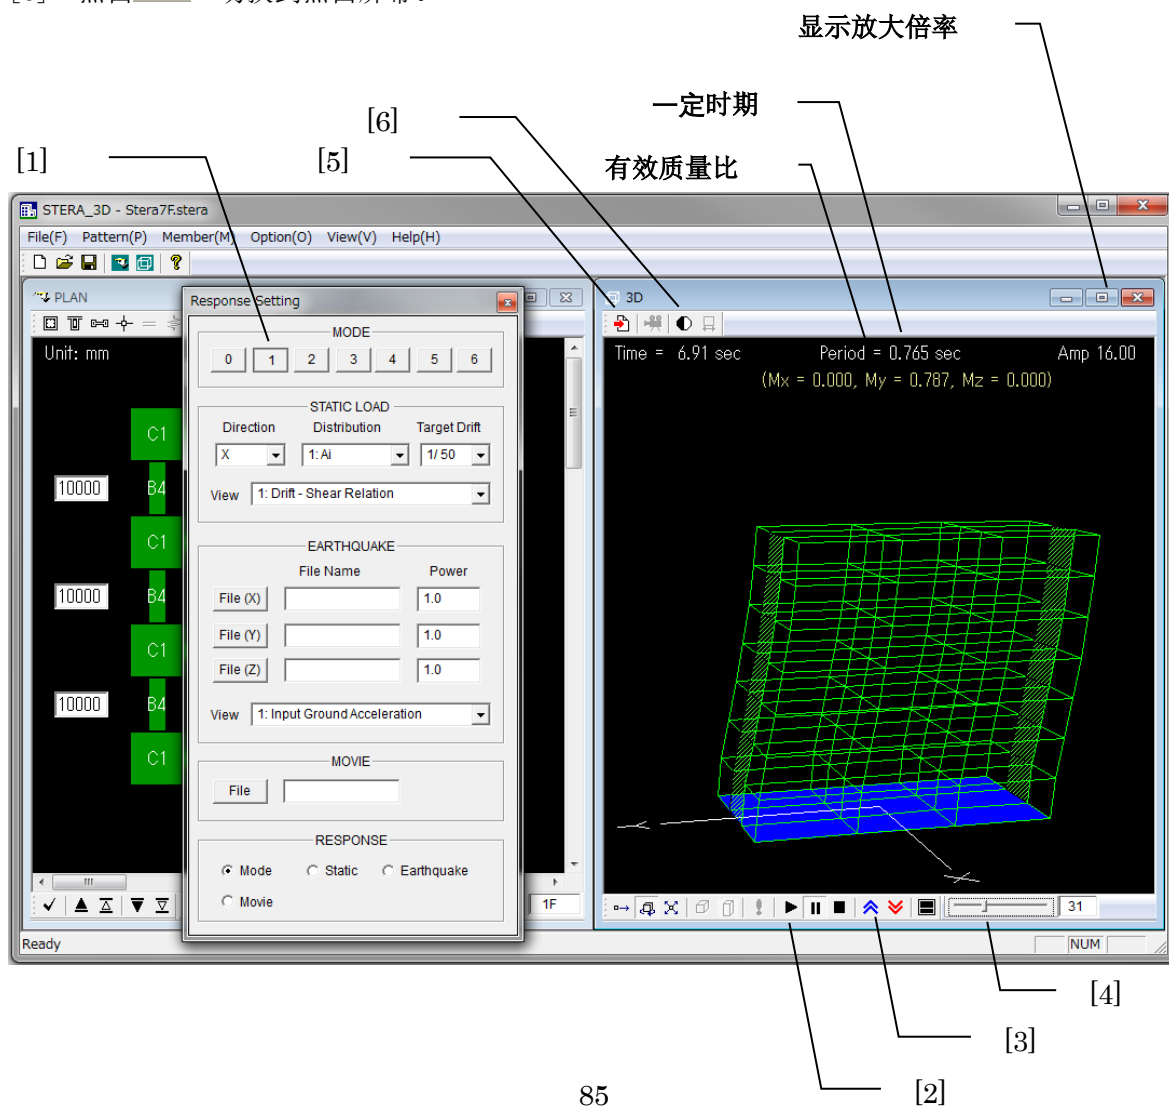 显示放大倍率
一定时期
[6]
[1]
[5]
有效质量比
STERA_3D - Stera7F.stera
File(F) Pattern(P) Member(M) Option(O) View(V) Help(H)
PLAN
Unit: mm
C1
10000 B4
C1
10000 B4
C1
10000 B4
C1
1F
Response Setting
MODE
0 1 2 3 4 5 6
STATIC LOAD
Direction Distribution Target Drift
X 1: Ai 1/ 50
View 1: Drift - Shear Relation
EARTHQUAKE
File Name Power
File (X) 1.0
File (Y) 1.0
File (Z) 1.0
View 1: Input Ground Acceleration
MOVIE
File
RESPONSE
Mode Static Earthquake
Movie
3D
Time = 6.91 sec Period = 0.765 sec Amp 16.00
(Mx = 0.000, My = 0.787, Mz = 0.000)
31
Ready
NUM
[4]
[3]
[2]
85